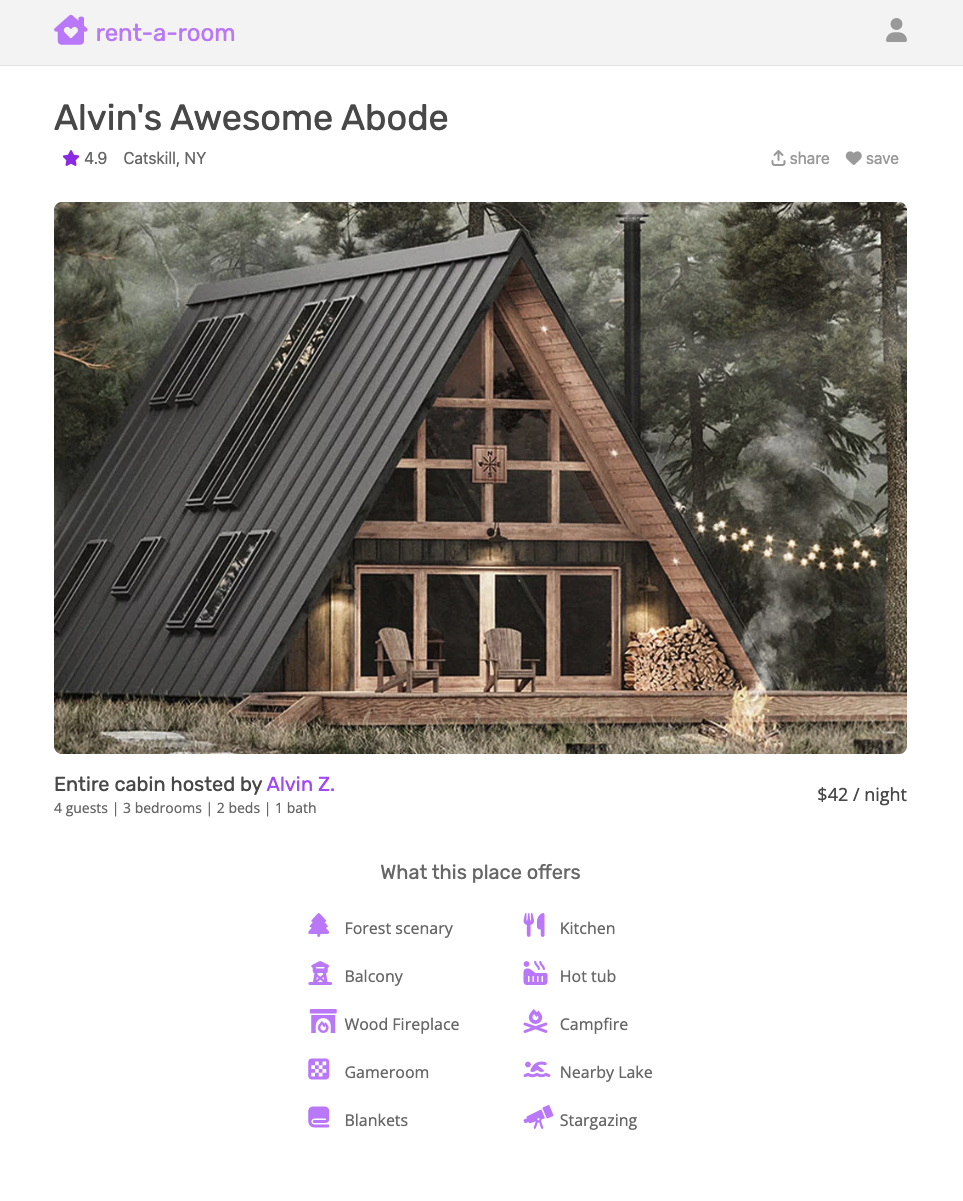 rent-a-room
Alvin's Awesome Abode
4.9 Catskill, NY
share save
N
S
Entire cabin hosted by Alvin Z.
4 guests | 3 bedrooms | 2 beds | 1 bath
$42 / night
What this place offers
Forest scenary
Kitchen
Balcony
Hot tub
Wood Fireplace
Campfire
Gameroom
Nearby Lake
Blankets
Stargazing